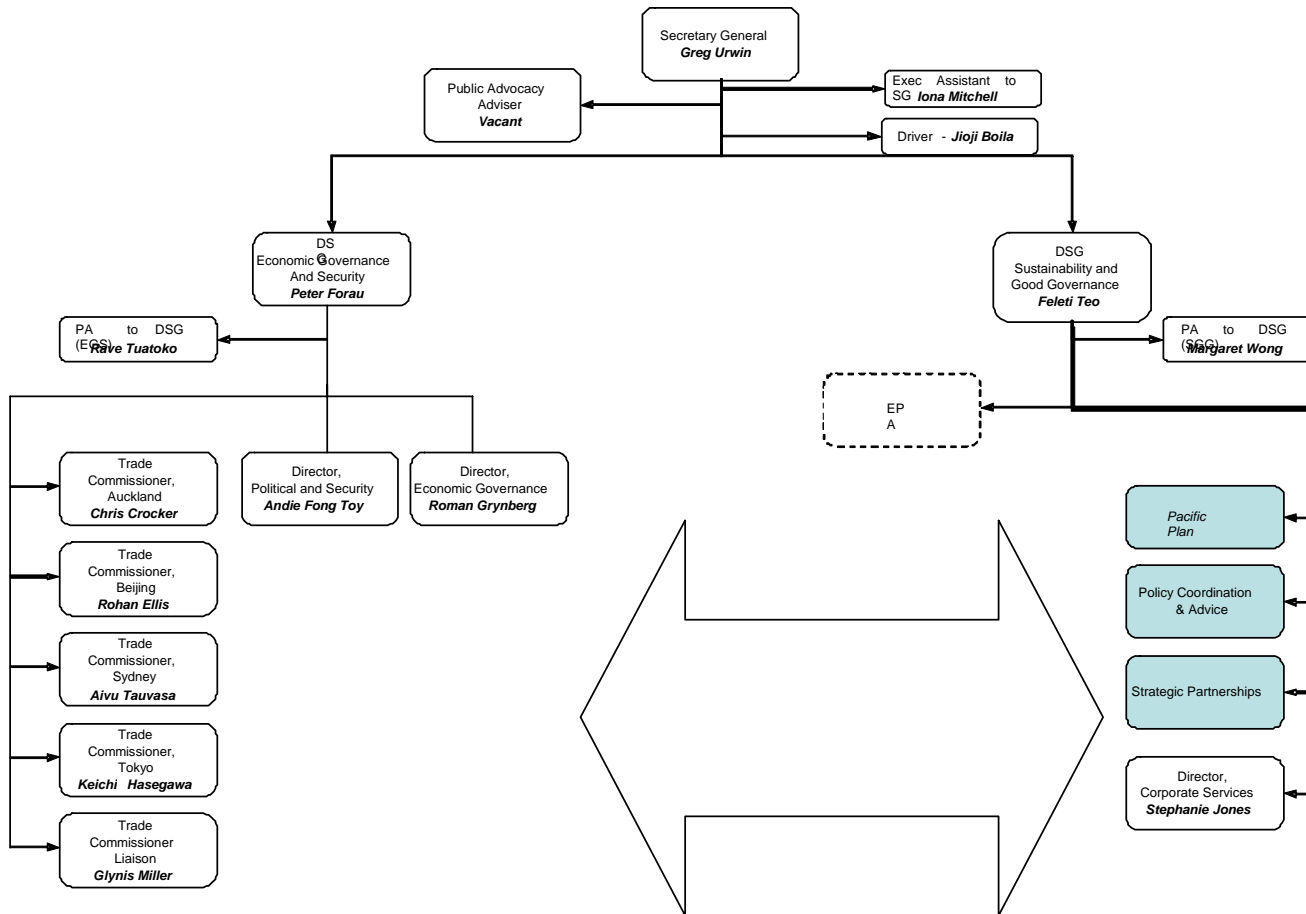 Secretary General
Greg Urwin
Public Advocacy
Adviser
Vacant
Exec Assistant to
SG Iona Mitchell
Driver - Jioji Boila
DS
G
Economic Governance
And Security
Peter Forau
DSG
Sustainability and
Good Governance
Feleti Teo
PA to DSG
(EGS)
Rave Tuatoko
PA to DSG
(SGG)
Margaret Wong
EP
A
Trade
Commissioner,
Auckland
Chris Crocker
Director,
Political and Security
Andie Fong Toy
Director,
Economic Governance
Roman Grynberg
Trade
Commissioner,
Beijing
Rohan Ellis
Trade
Commissioner,
Sydney
Aivu Tauvasa
Trade
Commissioner,
Tokyo
Keichi Hasegawa
Trade
Commissioner
Liaison
Glynis Miller
Pacific
Plan
Policy Coordination
& Advice
Strategic Partnerships
Director,
Corporate Services
Stephanie Jones